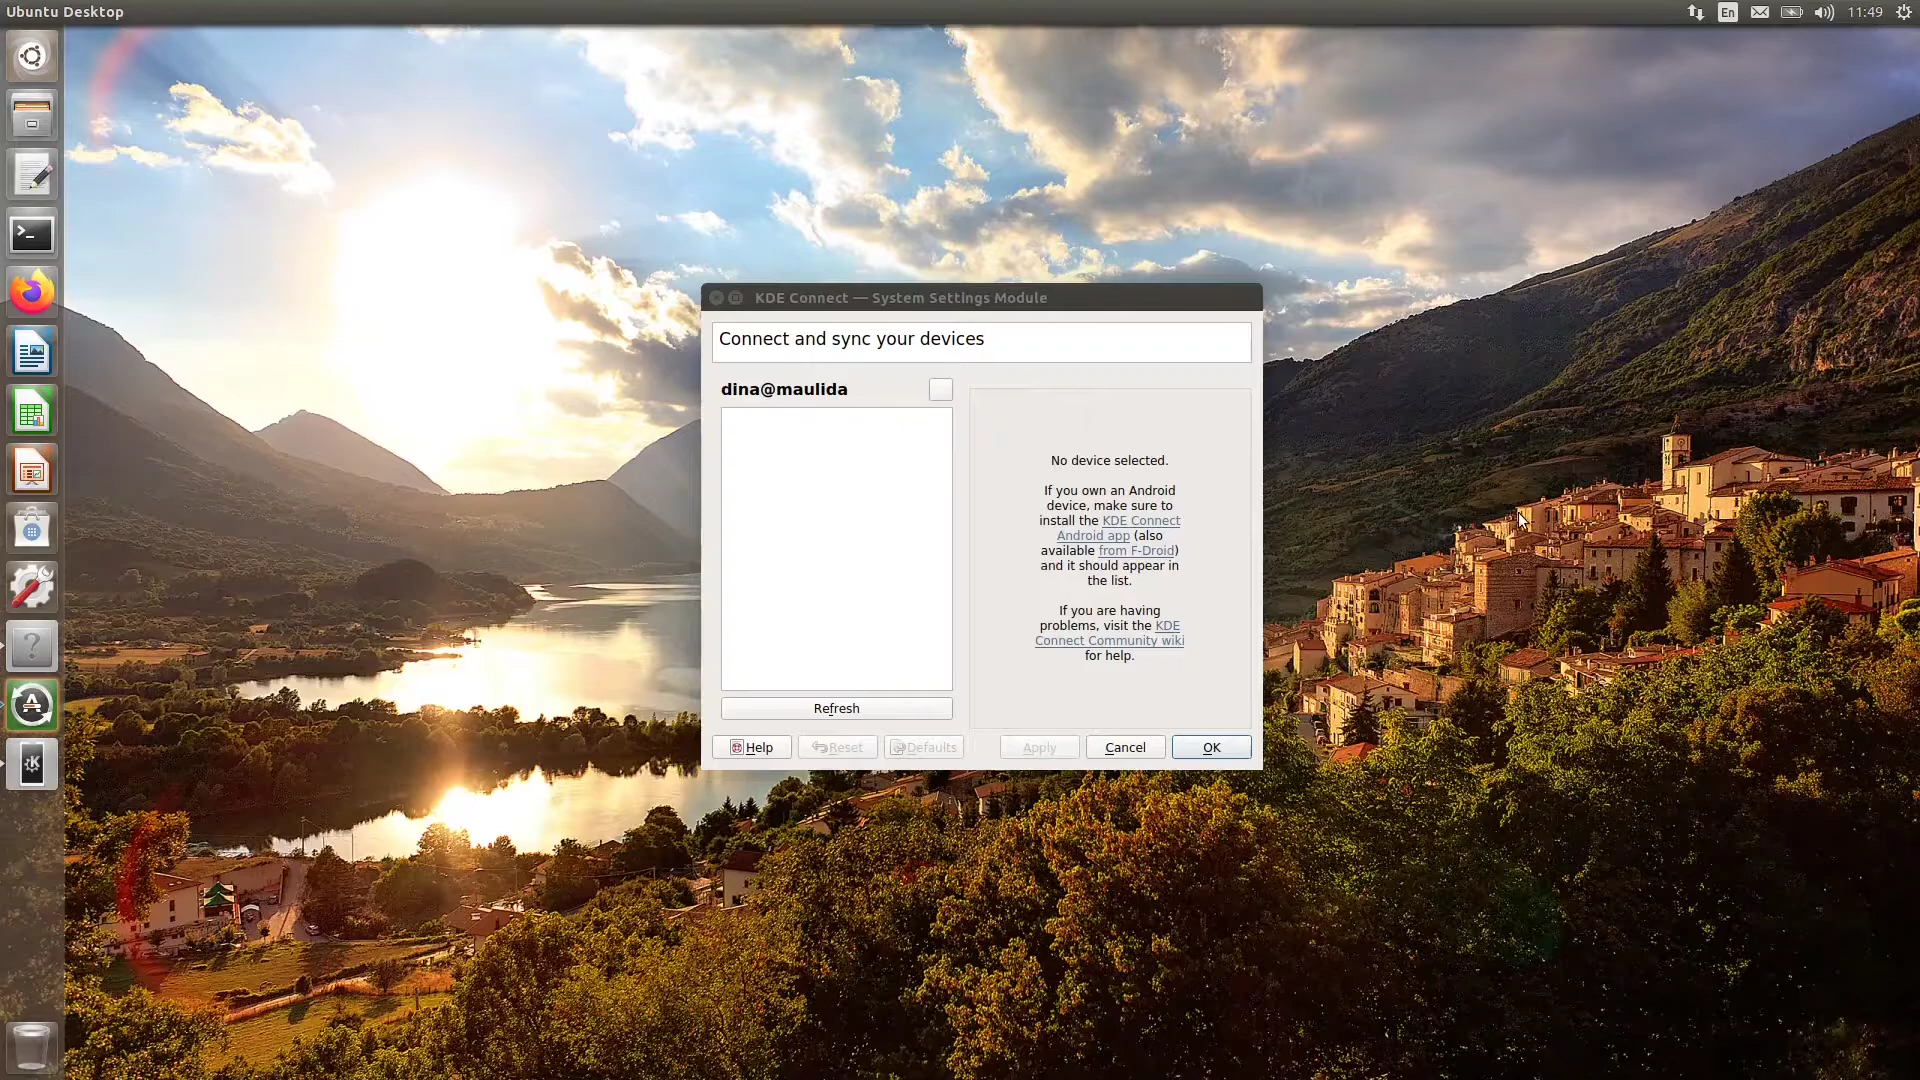 Ubuntu Desktop
En
11:49
KDE Connect — System Settings Module
Connect and sync your devices
dina@maulida
No device selected.
If you own an Android
device, make sure to
install the KDE Connect
Android app (also
available from F-Droid)
and it should appear in
the list.
If you are having
problems, visit the KDE
Connect Community wiki
for help.
Refresh
Help
Reset
Defaults
Apply
Cancel
OK